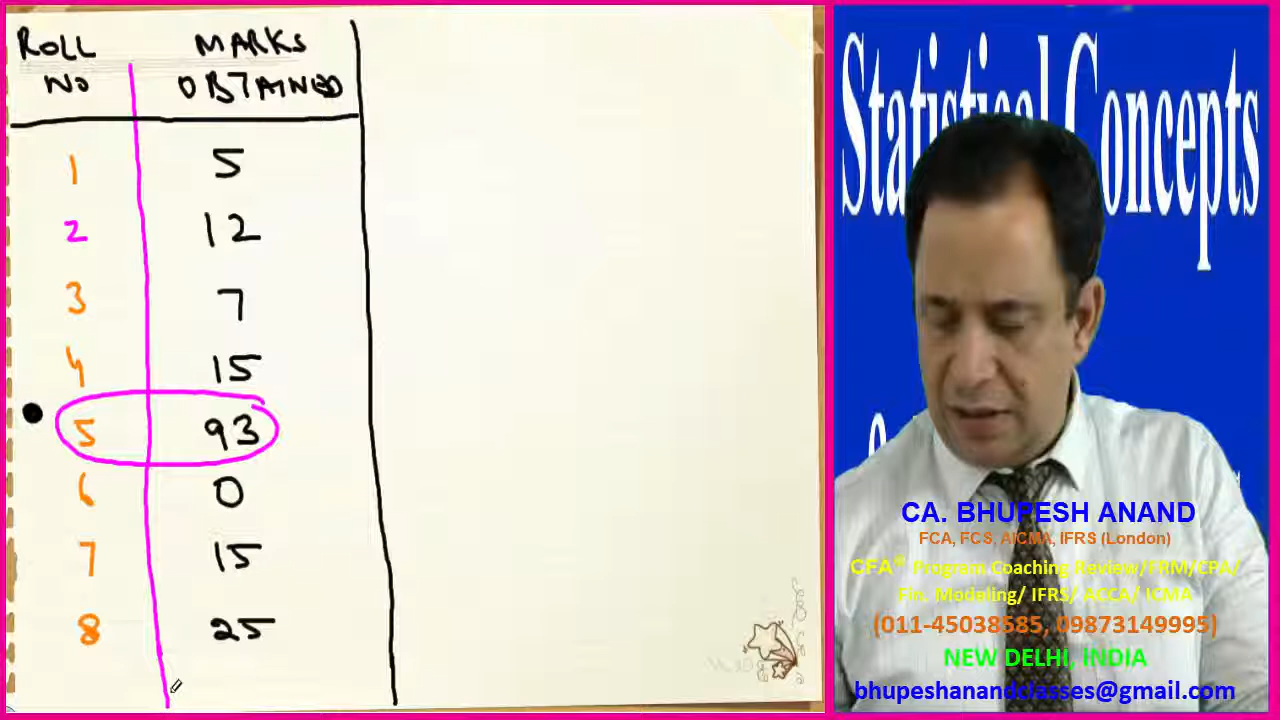 ROLL NO
MARKS OBTAINED
1 5
2 12
3 7
4 15
5 93
6 0
7 15
8 25
Statistical Concepts
CA. BHUPESH ANAND
FCA, FCS, AICMA, IFRS (London)
CFA® Program Coaching Review/FRM/CPA/
Fin. Modeling/ IFRS/ ACCA/ ICMA
(011-45038585, 09873149995)
NEW DELHI, INDIA
bhupeshanandclasses@gmail.com